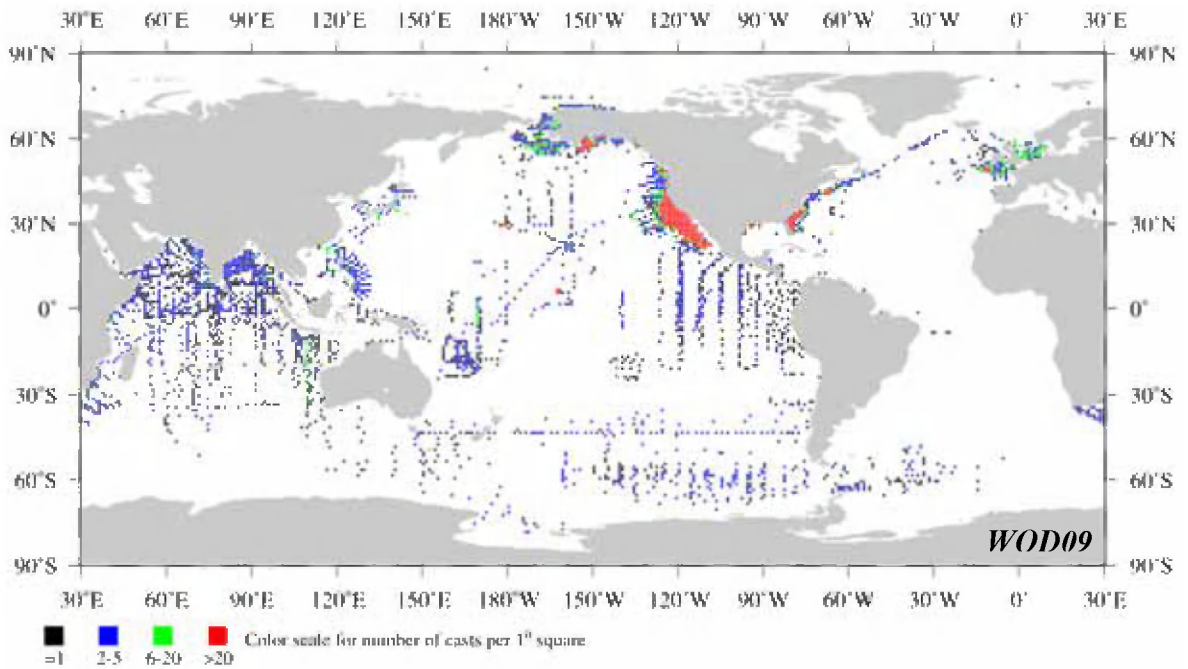 30°E 60°E 90°E 120°E 150°E 180°W 150°W 120°W 90°W 60°W 30°W 0° 30°E
90°N 90°N
60°N 60°N
30°N 30°N
0° 0°
30°S 30°S
60°S 60°S
WOD09
90°S 90°S
30°E 60°E 90°E 120°E 150°E 180°W 150°W 120°W 90°W 60°W 30°W 0° 30°E
Color scale for number of casts per 1° square
=1 2-5 6-20 >20